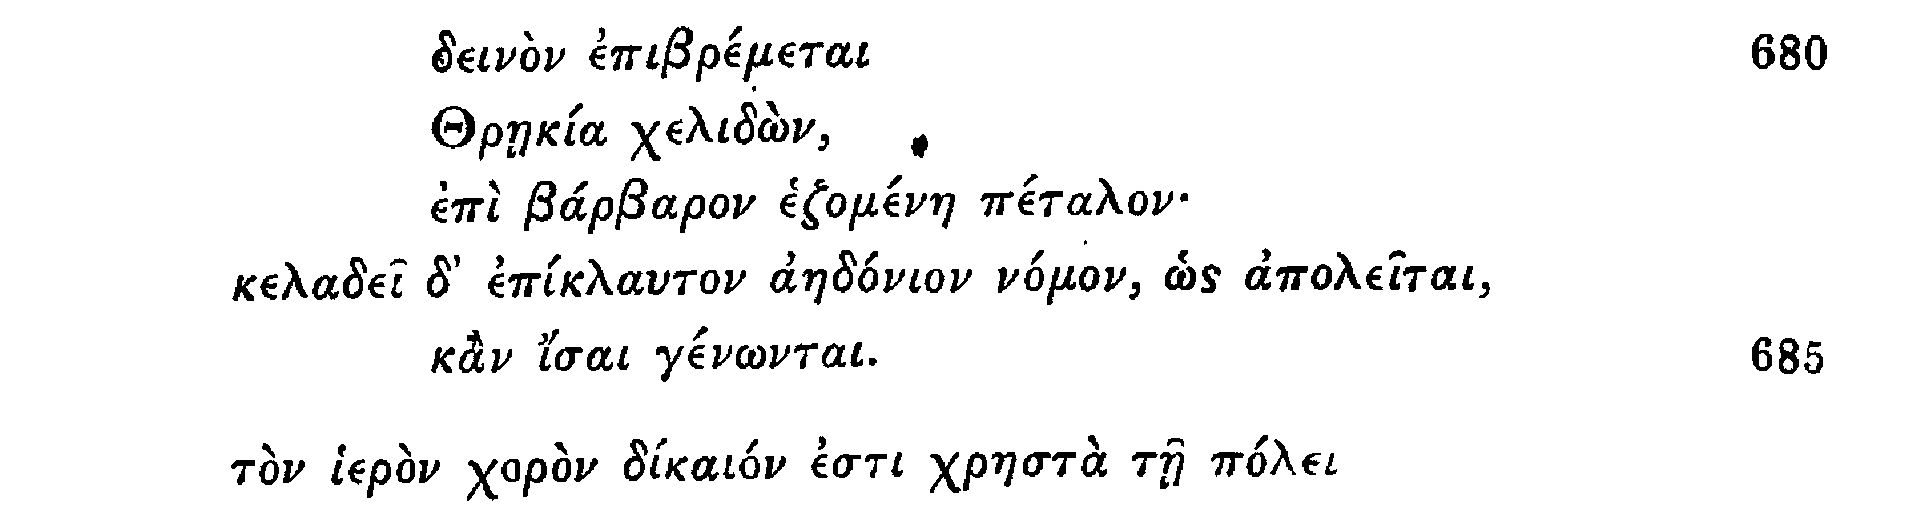 δεινὸν ἐπιβρέμεται 680
Θρῃκία χελιδὼν,
ἐπὶ βάρβαρον ἑζομένη πέταλον·
κελαδεῖ δ’ ἐπίκλαυτον ἀηδόνιον νόμον, ὡς ἀπολεῖται,
κἂν ἴσαι γένωνται. 685
τὸν ἱερὸν χορὸν δίκαιόν ἐστι χρηστὰ τῇ πόλει